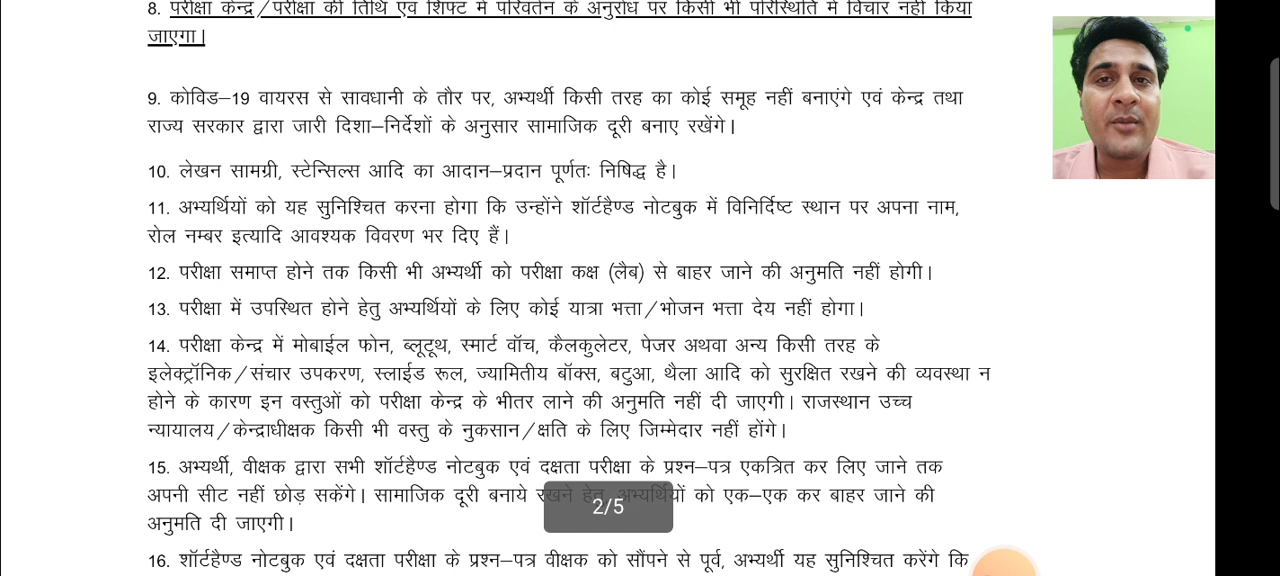 8. परीक्षा केन्द्र/परीक्षा की तिथि एवं शिफ्ट में परिवर्तन के अनुरोध पर किसी भी परिस्थिति में विचार नहीं किया
जाएगा।
9. कोविड–19 वायरस से सावधानी के तौर पर, अभ्यर्थी किसी तरह का कोई समूह नहीं बनाएंगे एवं केन्द्र तथा
राज्य सरकार द्वारा जारी दिशा–निर्देशों के अनुसार सामाजिक दूरी बनाए रखेंगे।
10. लेखन सामग्री, स्टेन्सिल्स आदि का आदान–प्रदान पूर्णतः निषिद्ध है।
11. अभ्यर्थियों को यह सुनिश्चित करना होगा कि उन्होंने शॉर्टहैण्ड नोटबुक में विनिर्दिष्ट स्थान पर अपना नाम,
रोल नम्बर इत्यादि आवश्यक विवरण भर दिए हैं।
12. परीक्षा समाप्त होने तक किसी भी अभ्यर्थी को परीक्षा कक्ष (लैब) से बाहर जाने की अनुमति नहीं होगी।
13. परीक्षा में उपस्थित होने हेतु अभ्यर्थियों के लिए कोई यात्रा भत्ता/भोजन भत्ता देय नहीं होगा।
14. परीक्षा केन्द्र में मोबाईल फोन, ब्लूटूथ, स्मार्ट वॉच, कैलकुलेटर, पेजर अथवा अन्य किसी तरह के
इलेक्ट्रॉनिक/संचार उपकरण, स्लाईड रूल, ज्यामितीय बॉक्स, बटुआ, थैला आदि को सुरक्षित रखने की व्यवस्था न
होने के कारण इन वस्तुओं को परीक्षा केन्द्र के भीतर लाने की अनुमति नहीं दी जाएगी। राजस्थान उच्च
न्यायालय/केन्द्राधीक्षक किसी भी वस्तु के नुकसान/क्षति के लिए जिम्मेदार नहीं होंगे।
15. अभ्यर्थी, वीक्षक द्वारा सभी शॉर्टहैण्ड नोटबुक एवं दक्षता परीक्षा के प्रश्न–पत्र एकत्रित कर लिए जाने तक
अपनी सीट नहीं छोड़ सकेंगे। सामाजिक दूरी बनाये रखने हेतु अभ्यर्थियों को एक–एक कर बाहर जाने की
2/5
अनुमति दी जाएगी।
16. शॉर्टहैण्ड नोटबुक एवं दक्षता परीक्षा के प्रश्न–पत्र वीक्षक को सौंपने से पूर्व, अभ्यर्थी यह सुनिश्चित करेंगे कि